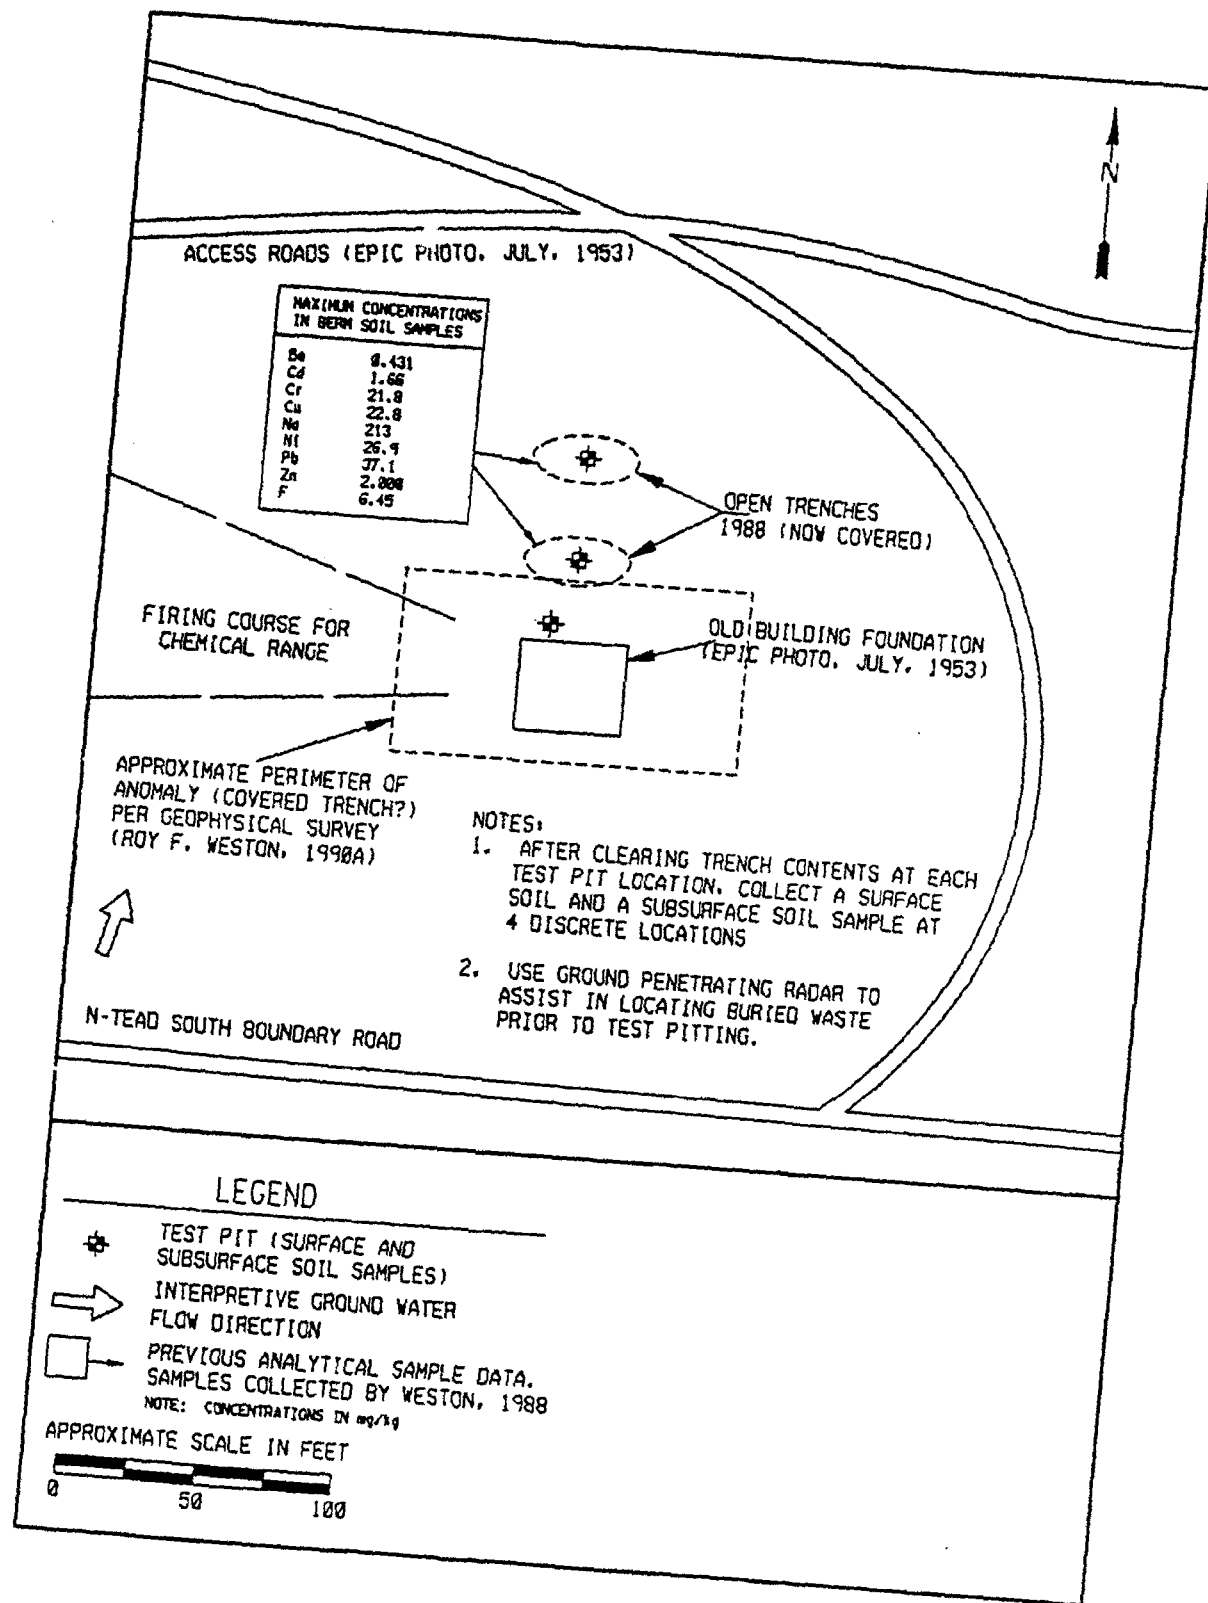 N
ACCESS ROADS (EPIC PHOTO, JULY, 1953)
MAXIMUM CONCENTRATIONS
IN BERM SOIL SAMPLES
Be 0.431
Cd 1.66
Cr 21.8
Cu 22.8
Na 213
Ni 26.9
Pb 37.1
Zn 2.000
F 6.45
OPEN TRENCHES
1988 (NOW COVERED)
FIRING COURSE FOR
CHEMICAL RANGE
OLD BUILDING FOUNDATION
(EPIC PHOTO, JULY, 1953)
APPROXIMATE PERIMETER OF
ANOMALY (COVERED TRENCH?)
PER GEOPHYSICAL SURVEY
(ROY F. WESTON, 1990A)
NOTES:
1. AFTER CLEARING TRENCH CONTENTS AT EACH
TEST PIT LOCATION, COLLECT A SURFACE
SOIL AND A SUBSURFACE SOIL SAMPLE AT
4 DISCRETE LOCATIONS
2. USE GROUND PENETRATING RADAR TO
ASSIST IN LOCATING BURIED WASTE
PRIOR TO TEST PITTING.
N-TEAD SOUTH BOUNDARY ROAD
LEGEND
TEST PIT (SURFACE AND
SUBSURFACE SOIL SAMPLES)
INTERPRETIVE GROUND WATER
FLOW DIRECTION
PREVIOUS ANALYTICAL SAMPLE DATA.
SAMPLES COLLECTED BY WESTON, 1988
NOTE: CONCENTRATIONS IN mg/kg
APPROXIMATE SCALE IN FEET
0 50 100